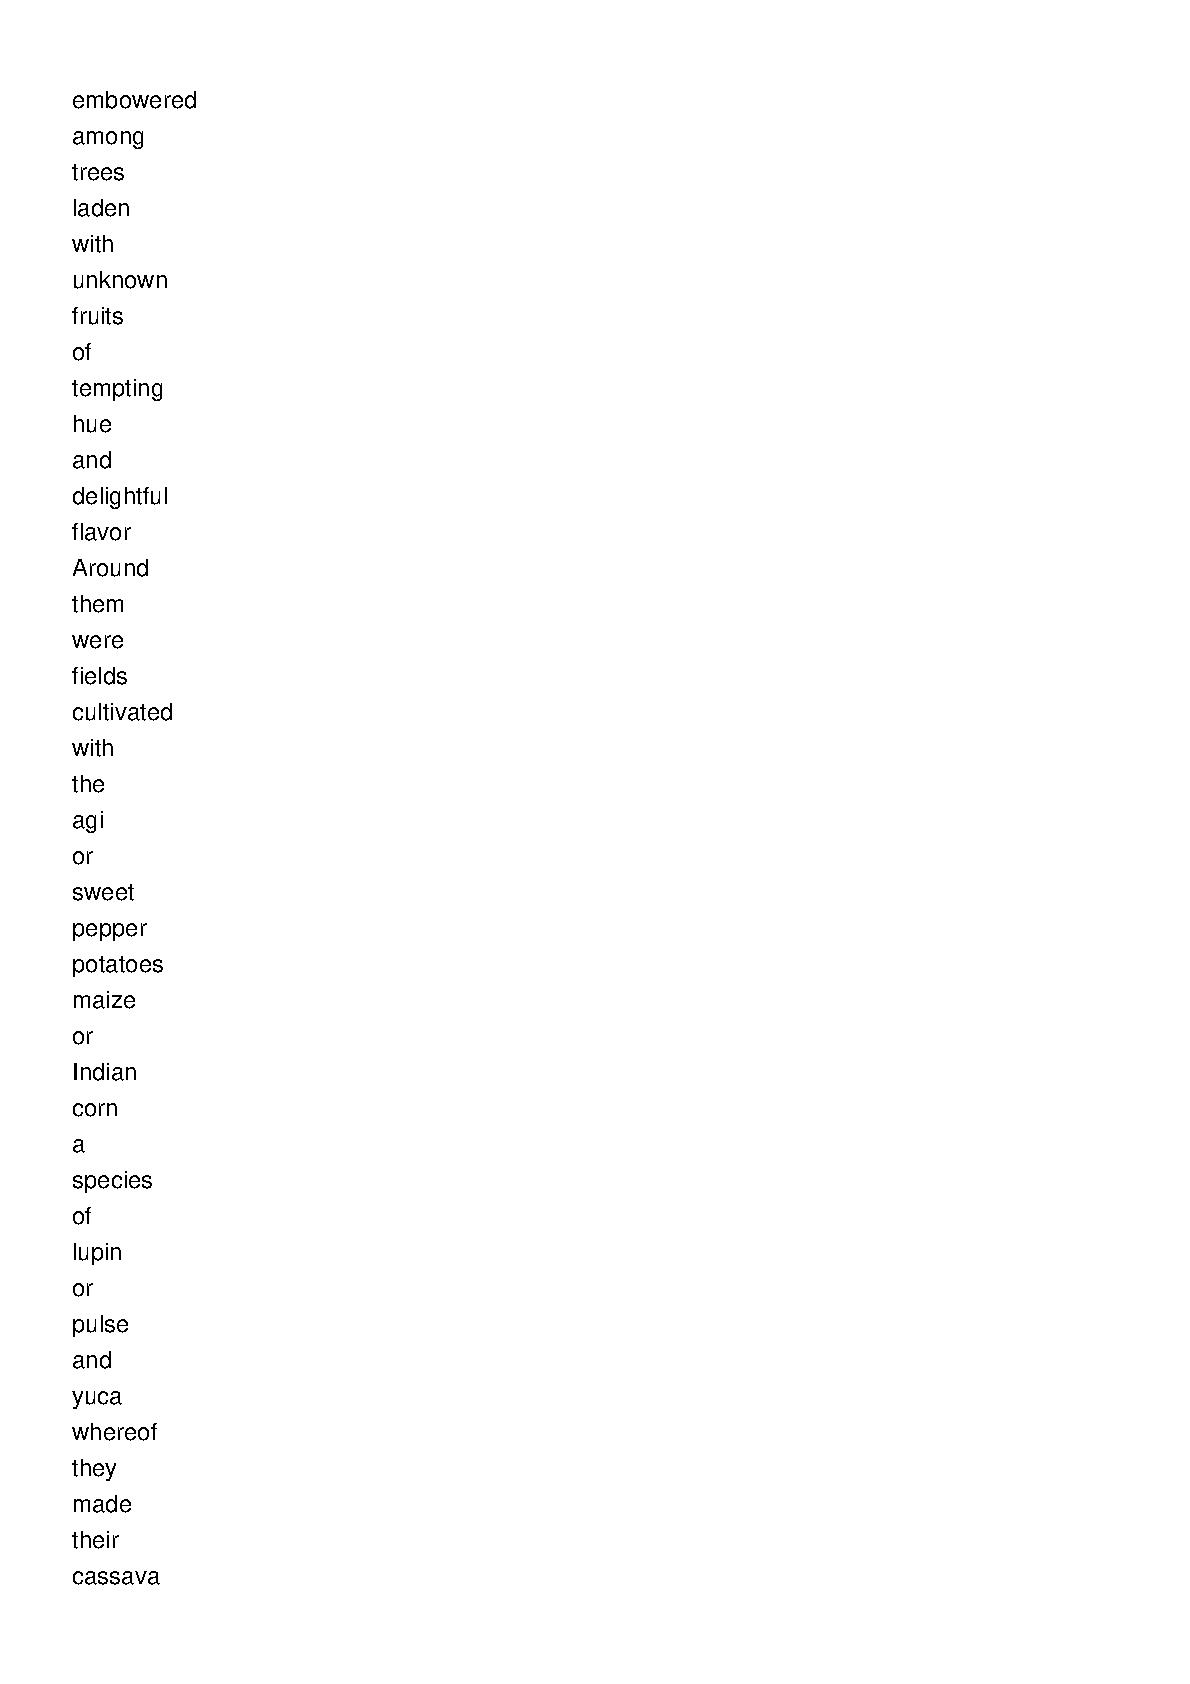 embowered
among
trees
laden
with
unknown
fruits
of
tempting
hue
and
delightful
flavor
Around
them
were
fields
cultivated
with
the
agi
or
sweet
pepper
potatoes
maize
or
Indian
corn
a
species
of
lupin
or
pulse
and
yuca
whereof
they
made
their
cassava